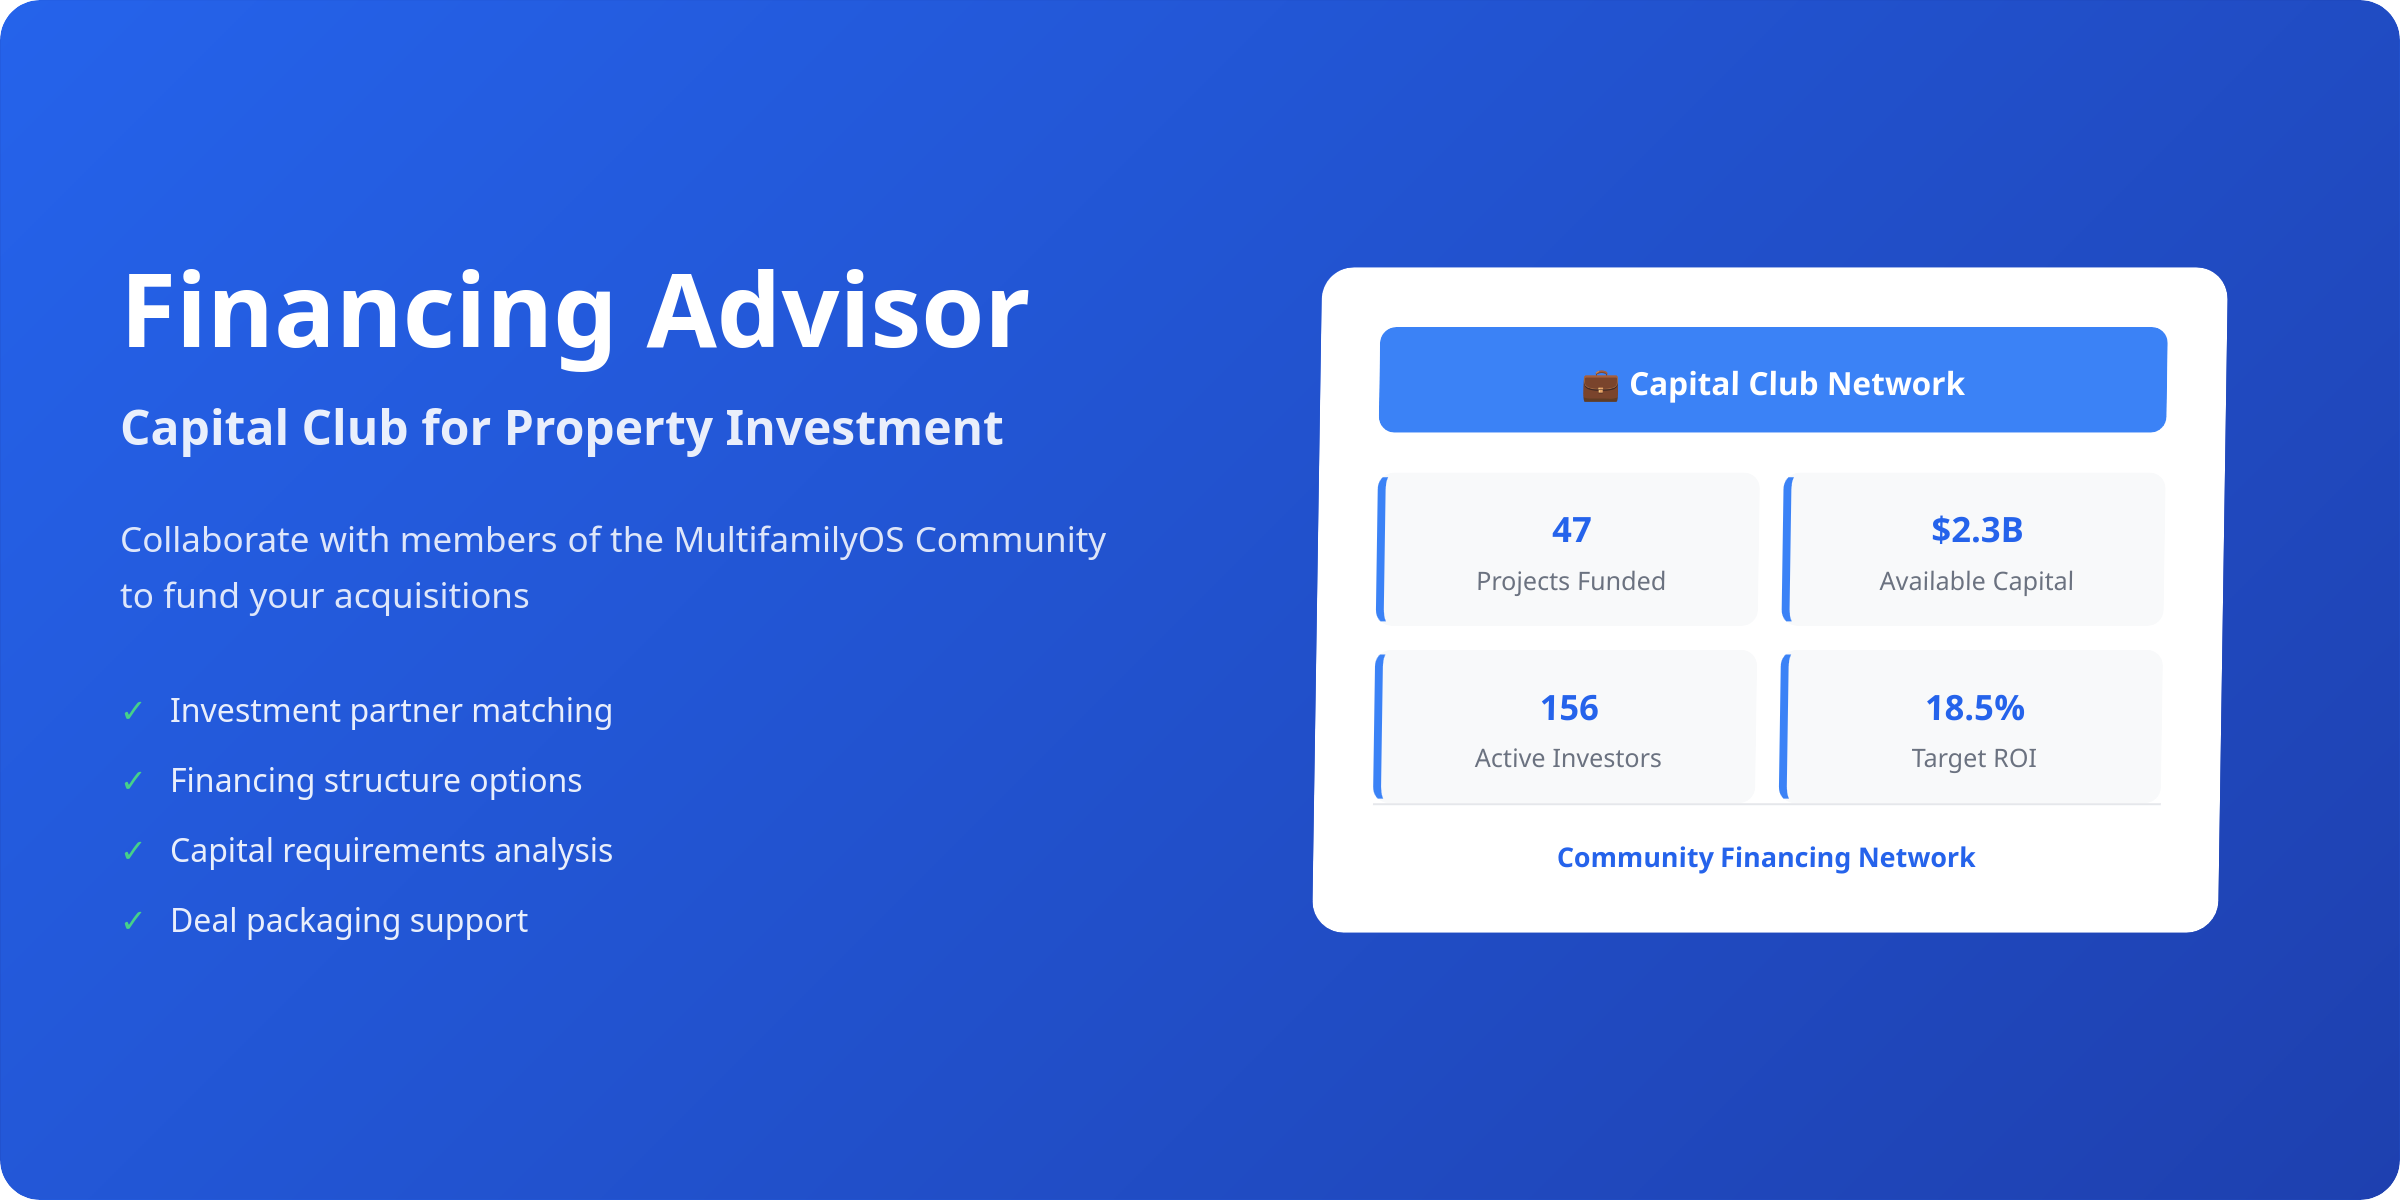 Financing Advisor
Capital Club for Property Investment
Collaborate with members of the MultifamilyOS Community
to fund your acquisitions
✓ Investment partner matching
✓ Financing structure options
✓ Capital requirements analysis
✓ Deal packaging support
💼 Capital Club Network
47
Projects Funded
$2.3B
Available Capital
156
Active Investors
18.5%
Target ROI
Community Financing Network